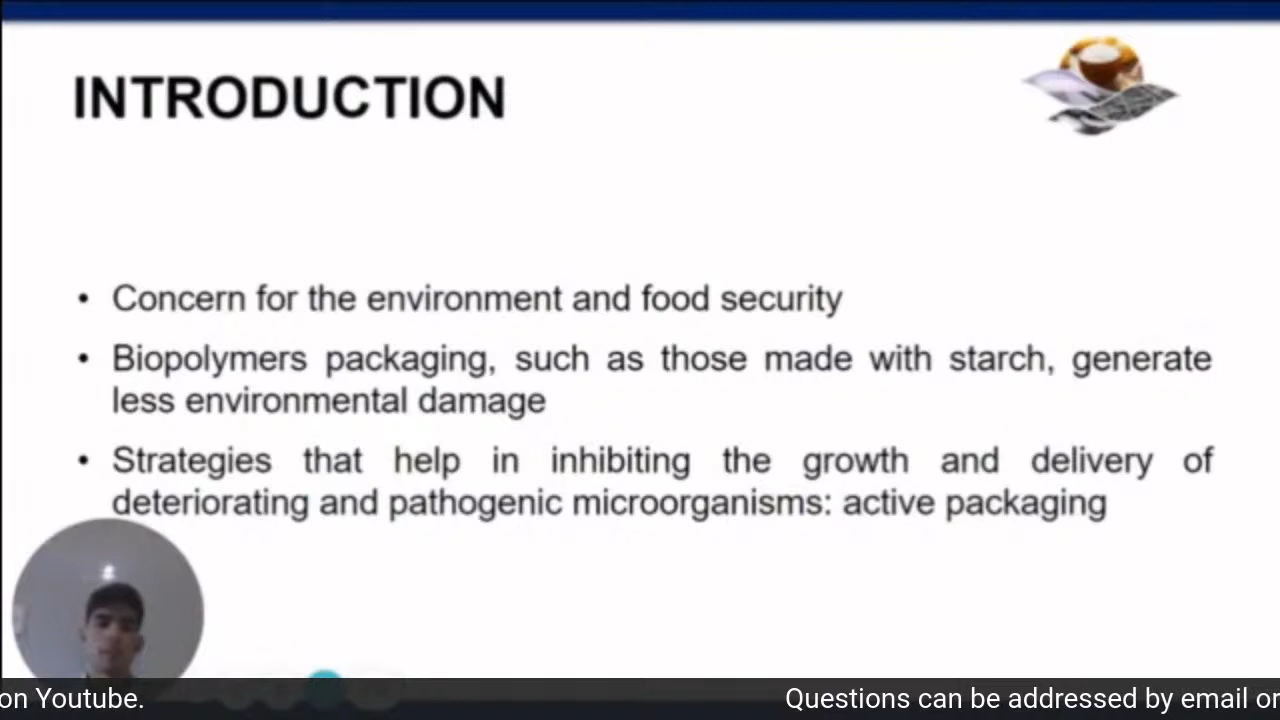 INTRODUCTION
• Concern for the environment and food security
• Biopolymers packaging, such as those made with starch, generate
less environmental damage
• Strategies that help in inhibiting the growth and delivery of
deteriorating and pathogenic microorganisms: active packaging
on Youtube. Questions can be addressed by email or